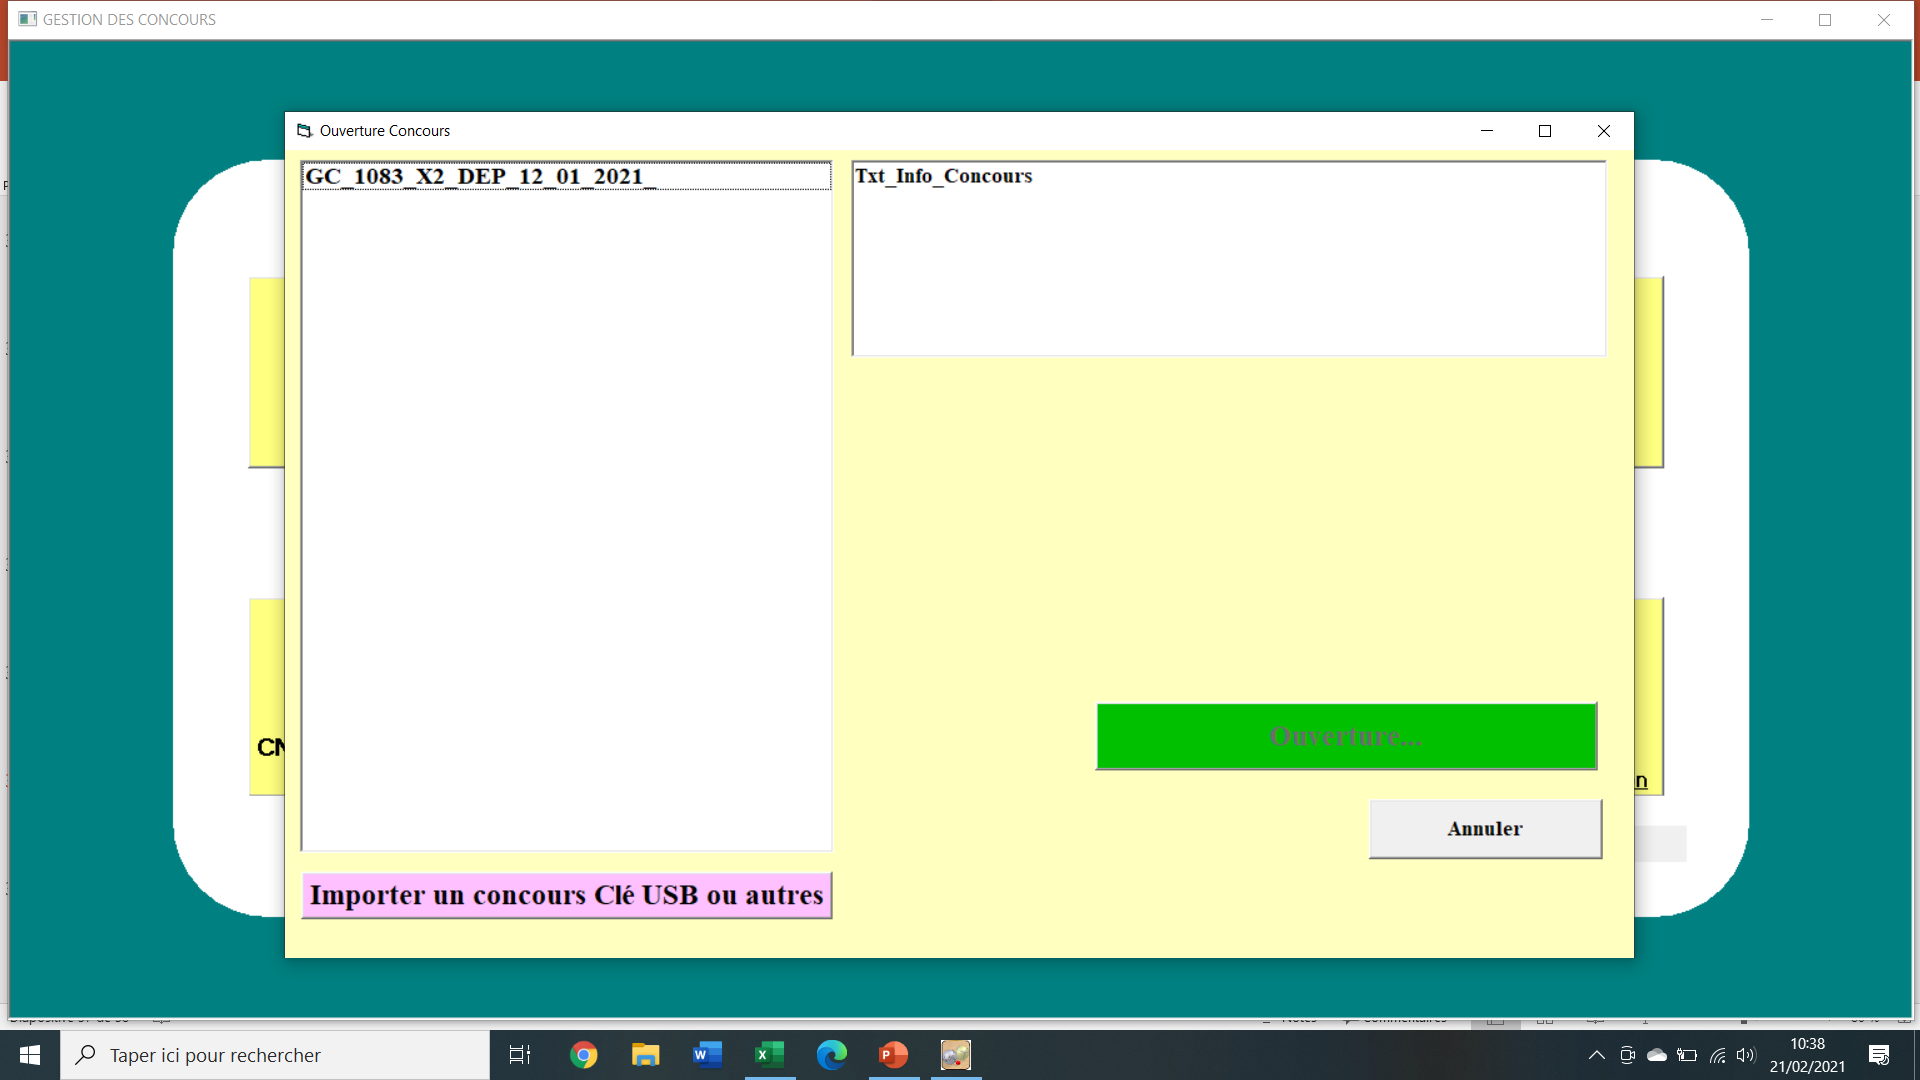 GESTION DES CONCOURS
Ouverture Concours
GC_1083_X2_DEP_12_01_2021_
Txt_Info_Concours
Ouverture...
CN
n
Annuler
Importer un concours Clé USB ou autres
Taper ici pour rechercher
10:38
21/02/2021